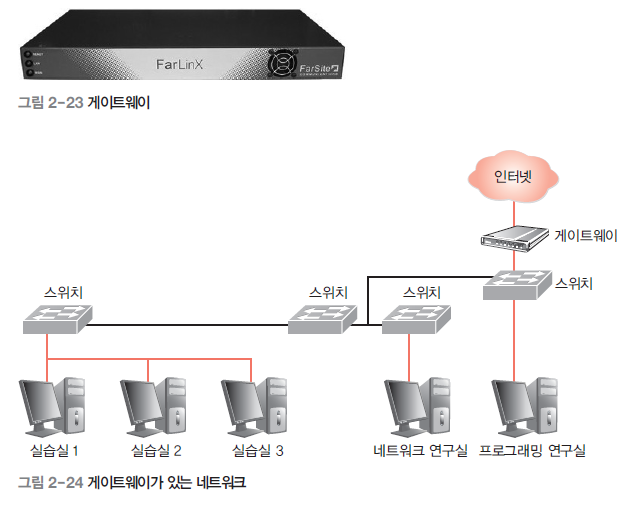 FarLinX
FarSite
그림 2-23 게이트웨이
인터넷
게이트웨이
스위치
스위치 스위치 스위치
실습실 1 실습실 2 실습실 3 네트워크 연구실 프로그래밍 연구실
그림 2-24 게이트웨이가 있는 네트워크